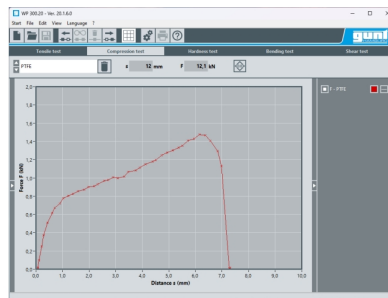 WP 300.20 - Ver. 20.1.6.0
Start File Edit View Language ?
gunt
Tensile test Compression test Hardness test Bending test Shear test
PTFE s 12 mm F 12,1 kN
F - PTFE
Force F (kN)
2,0
1,8
1,6
1,4
1,2
1,0
0,8
0,6
0,4
0,2
0,0
0,0 1,0 2,0 3,0 4,0 5,0 6,0 7,0 8,0 9,0 10,0
Distance s (mm)